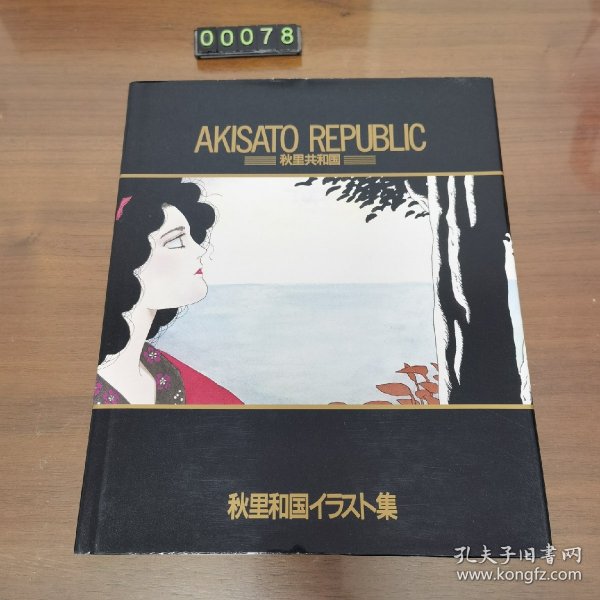 00078
AKISATO REPUBLIC
秋里共和国
秋里和国イラスト集
孔夫子旧书网
www.kongfz.com